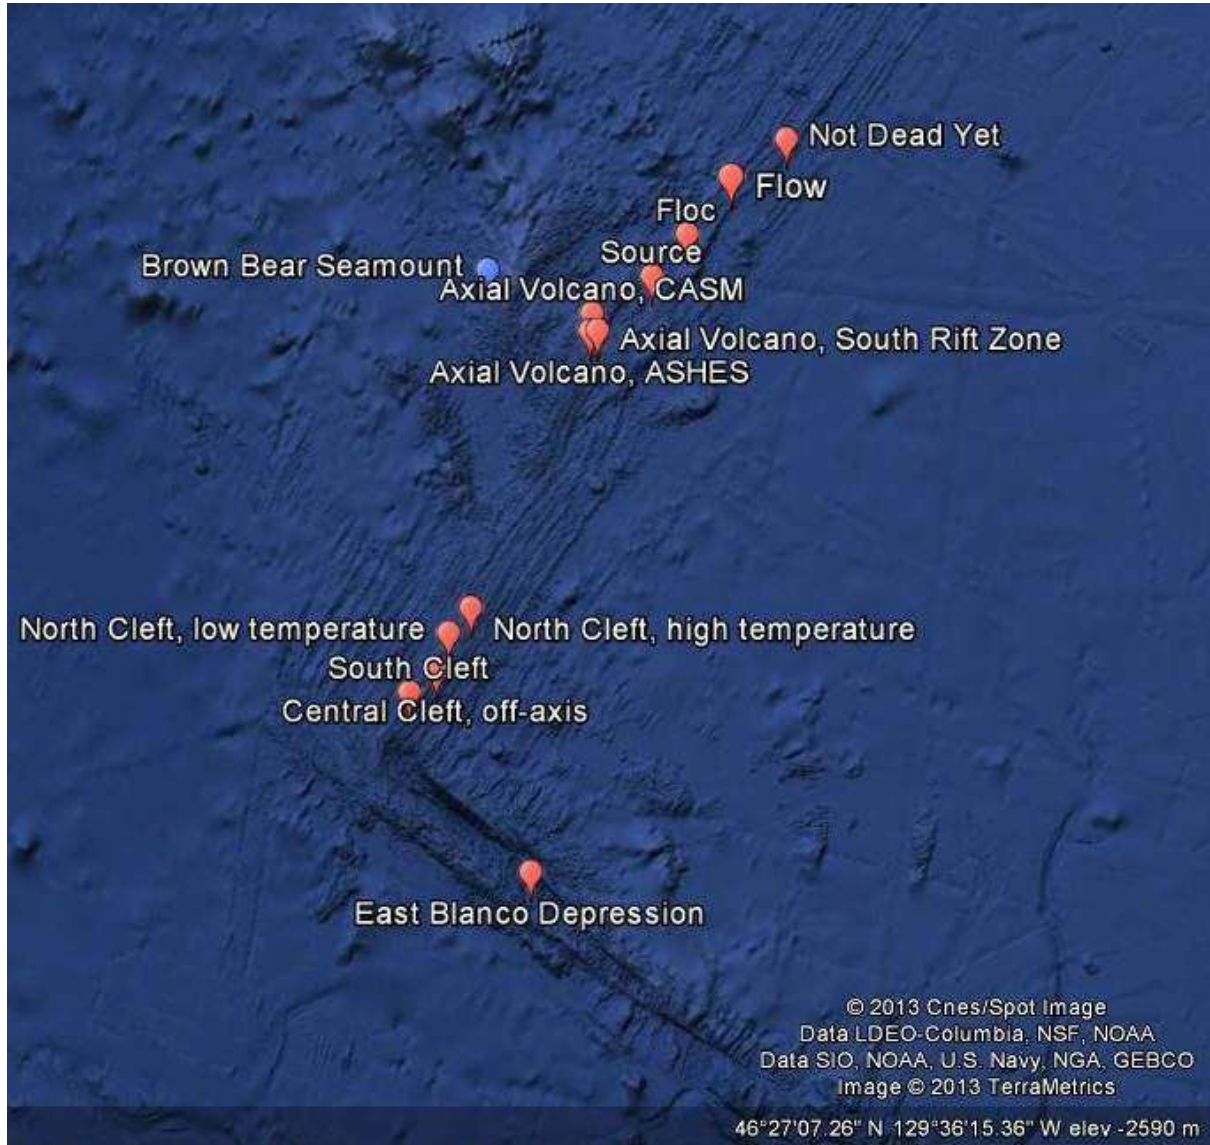 Not Dead Yet
Flow
Floc
Source
Brown Bear Seamount
Axial Volcano, CASM
Axial Volcano, South Rift Zone
Axial Volcano, ASHES
North Cleft, low temperature
North Cleft, high temperature
South Cleft
Central Cleft, off-axis
East Blanco Depression
© 2013 Cnes/Spot Image
Data LDEO-Columbia, NSF, NOAA
Data SIO, NOAA, U.S. Navy, NGA, GEBCO
Image © 2013 TerraMetrics
46°27'07.26" N 129°36'15.36" W elev -2590 m